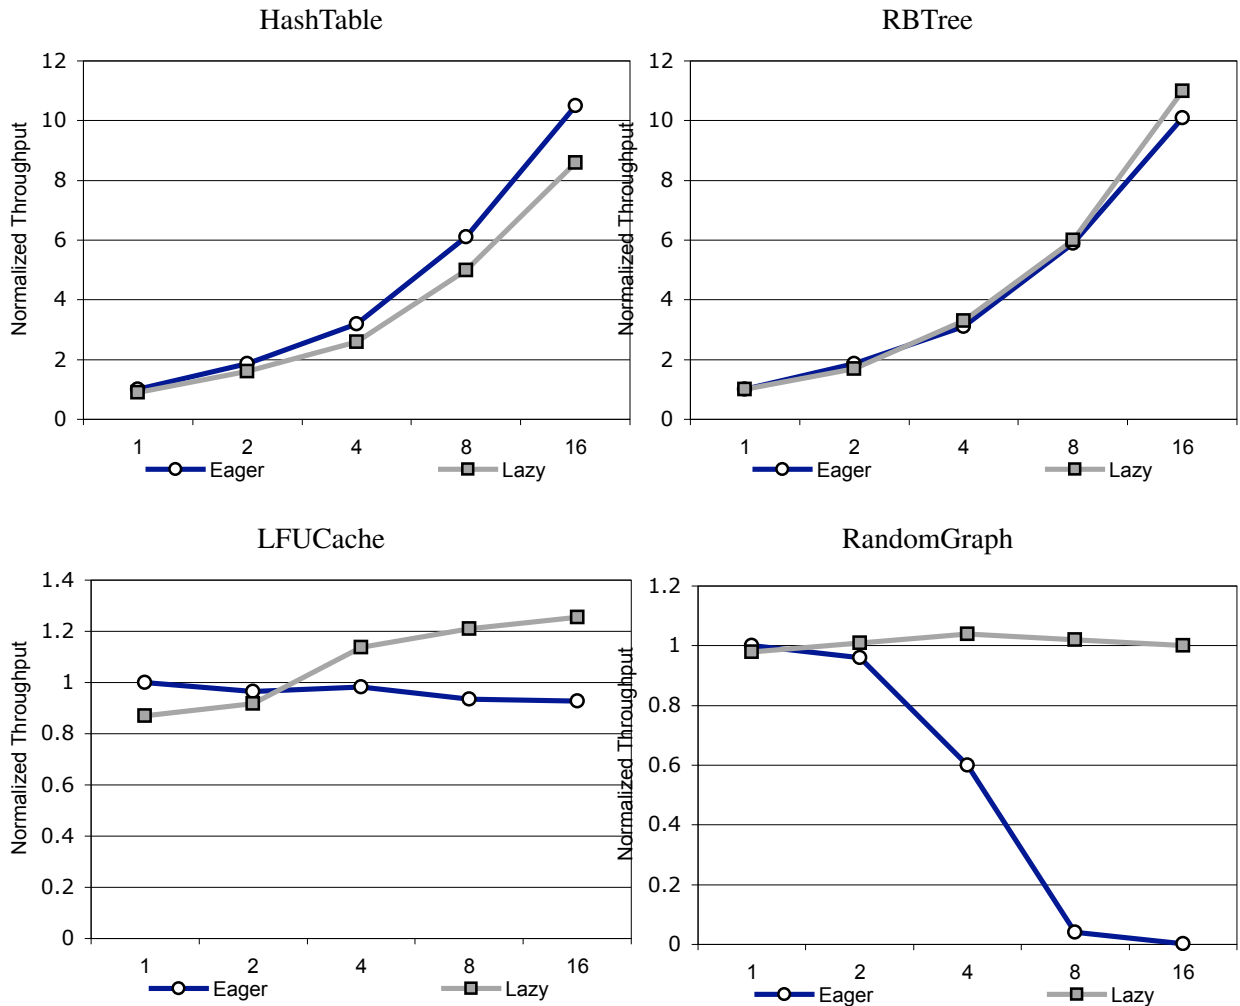 HashTable
12
10
8
6
4
2
0
Normalized Throughput
1 2 4 8 16
Eager Lazy
RBTree
12
10
8
6
4
2
0
Normalized Throughput
1 2 4 8 16
Eager Lazy
LFUCache
1.4
1.2
1
0.8
0.6
0.4
0.2
0
Normalized Throughput
1 2 4 8 16
Eager Lazy
RandomGraph
1.2
1
0.8
0.6
0.4
0.2
0
Normalized Throughput
1 2 4 8 16
Eager Lazy